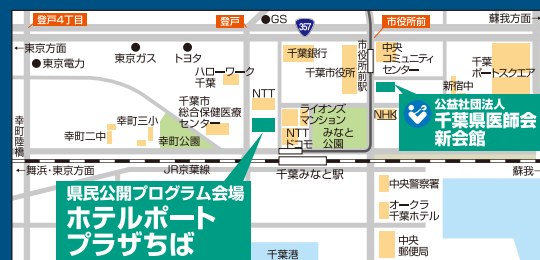 登戸4丁目
登戸
●GS
357
市役所前
蘇我方面→
←東京方面
●東京電力
東京ガス
トヨタ
ハローワーク
千葉
千葉銀行
千葉市役所
市役所前駅
中央
コミュニティ
センター
千葉
ポートスクエア
新宿中
NTT
千葉市
総合保健医療
センター
ライオンズ
マンション
NHK
公益社団法人
千葉県医師会
新会館
幸町陸橋
幸町二中
幸町三小
幸町公園
NTT
ドコモ
みなと
公園
←舞浜・東京方面
JR京葉線
千葉みなと駅
蘇我→
県民公開プログラム会場
ホテルポート
プラザちば
中央警察署
オークラ
千葉ホテル
中央
郵便局
千葉港